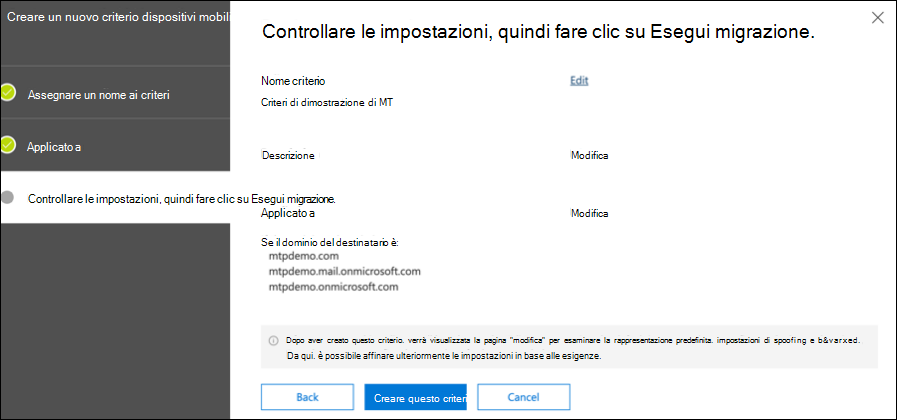 Creare un nuovo criterio dispositivi mobil
Assegnare un nome ai criteri
Applicato a
Controllare le impostazioni, quindi fare clic su Esegui migrazione.
Controllare le impostazioni, quindi fare clic su Esegui migrazione.
Nome criterio Edit
Criteri di dimostrazione di MT
Descrizione Modifica
Applicato a Modifica
Se il dominio del destinatario è:
mtpdemo.com
mtpdemo.mail.onmicrosoft.com
mtpdemo.onmicrosoft.com
Dopo aver creato questo criterio. verrà visualizzata la pagina "modifica" per esaminare la rappresentazione predefinita. impostazioni di spoofing e b&varxed.
Da qui. è possibile affinare ulteriormente le impostazioni in base alle esigenze.
Back Creare questo criteri Cancel